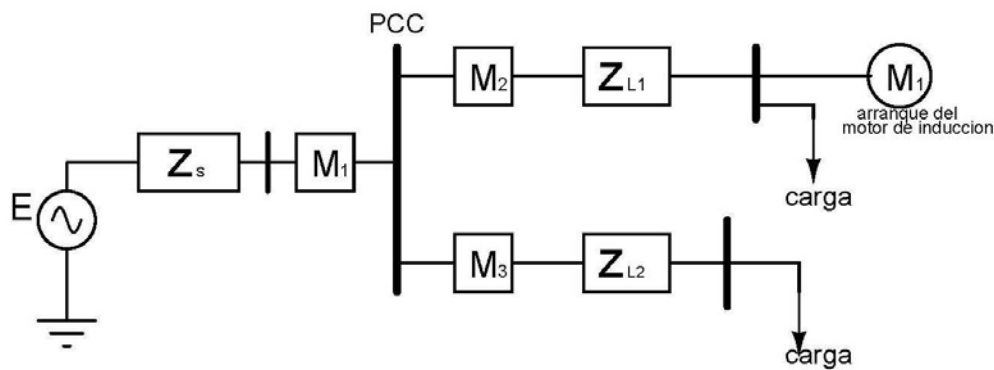 PCC
M2
ZL1
M1
arranque del
motor de induccion
Zs
M1
E
carga
M3
ZL2
carga